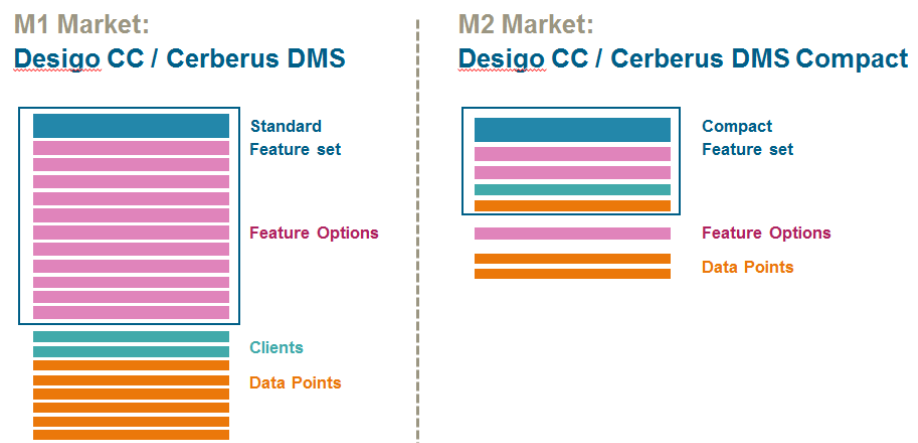 M1 Market:
Desigo CC / Cerberus DMS
Standard
Feature set
Feature Options
Clients
Data Points
M2 Market:
Desigo CC / Cerberus DMS Compact
Compact
Feature set
Feature Options
Data Points